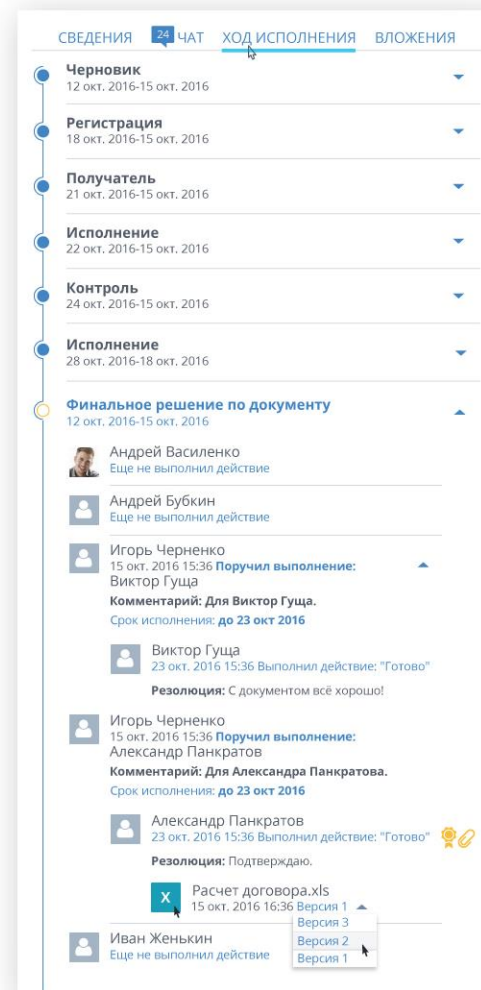 СВЕДЕНИЯ 24 ЧАТ ХОД ИСПОЛНЕНИЯ ВЛОЖЕНИЯ
Черновик
12 окт. 2016-15 окт. 2016
Регистрация
18 окт. 2016-15 окт. 2016
Получатель
21 окт. 2016-15 окт. 2016
Исполнение
22 окт. 2016-15 окт. 2016
Контроль
24 окт. 2016-15 окт. 2016
Исполнение
28 окт. 2016-18 окт. 2016
Финальное решение по документу
12 окт. 2016-15 окт. 2016
Андрей Василенко
Еще не выполнил действие
Андрей Бубкин
Еще не выполнил действие
Игорь Черненко
15 окт. 2016 15:36 Поручил выполнение:
Виктор Гуща
Комментарий: Для Виктор Гуща.
Срок исполнения: до 23 окт 2016
Виктор Гуща
23 окт. 2016 15:36 Выполнил действие: "Готово"
Резолюция: С документом всё хорошо!
Игорь Черненко
15 окт. 2016 15:36 Поручил выполнение:
Александр Панкратов
Комментарий: Для Александра Панкратова.
Срок исполнения: до 23 окт 2016
Александр Панкратов
23 окт. 2016 15:36 Выполнил действие: "Готово"
Резолюция: Подтверждаю.
X
Расчет договора.xls
15 окт. 2016 16:36 Версия 1
Версия 3
Версия 2
Версия 1
Иван Женькин
Еще не выполнил действие